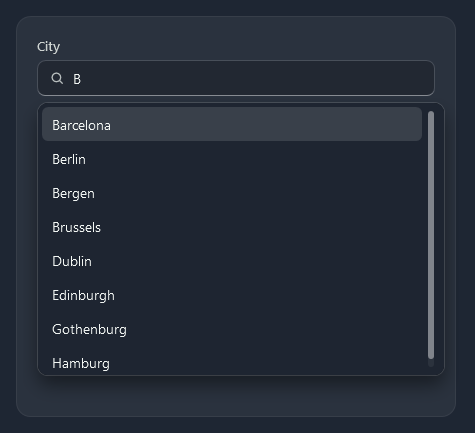 City
B
Barcelona
Berlin
Bergen
Brussels
Dublin
Edinburgh
Gothenburg
Hamburg